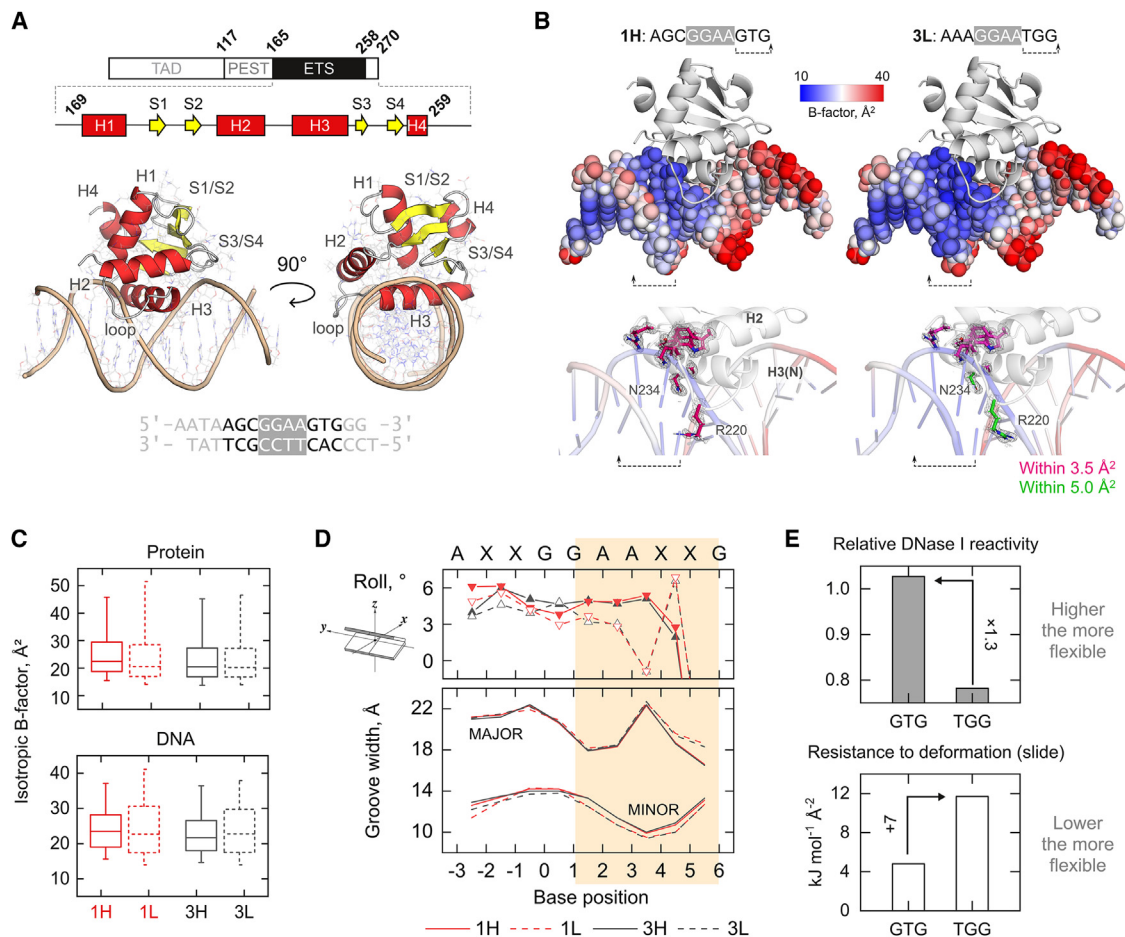 A
117 165 258 270
TAD PEST ETS
169 S1 S2 S3 S4 259
H1 H2 H3 H4
H1 S1/S2
H4
S3/S4
H2
H3
loop
90°
S1/S2
H1 H4
H2
S3/S4
H3
loop
5'-AATAAGCGGAAGTGGG -3'
3'- TATTCGCCTTCACCCT-5'
B
1H: AGCGGAAGTG
3L: AAAGGAATGG
10 40
B-factor, Å²
H2
N234
H3(N)
R220
N234
R220
Within 3.5 Å²
Within 5.0 Å²
C
Protein
50
40
30
20
10
Isotropic B-factor, Å²
DNA
40
30
20
10
1H 1L 3H 3L
D
A X X G G A A X X G
Roll, °
z
y x
6
3
0
Groove width, Å
22
18
14
10
MAJOR
MINOR
-3 -2 -1 0 1 2 3 4 5 6
Base position
1H 1L 3H 3L
E
Relative DNase I reactivity
1.0
0.9
0.8
×1.3
GTG TGG
Higher
the more
flexible
Resistance to deformation (slide)
kJ mol⁻¹ Å⁻²
12
8
4
0
+7
GTG TGG
Lower
the more
flexible